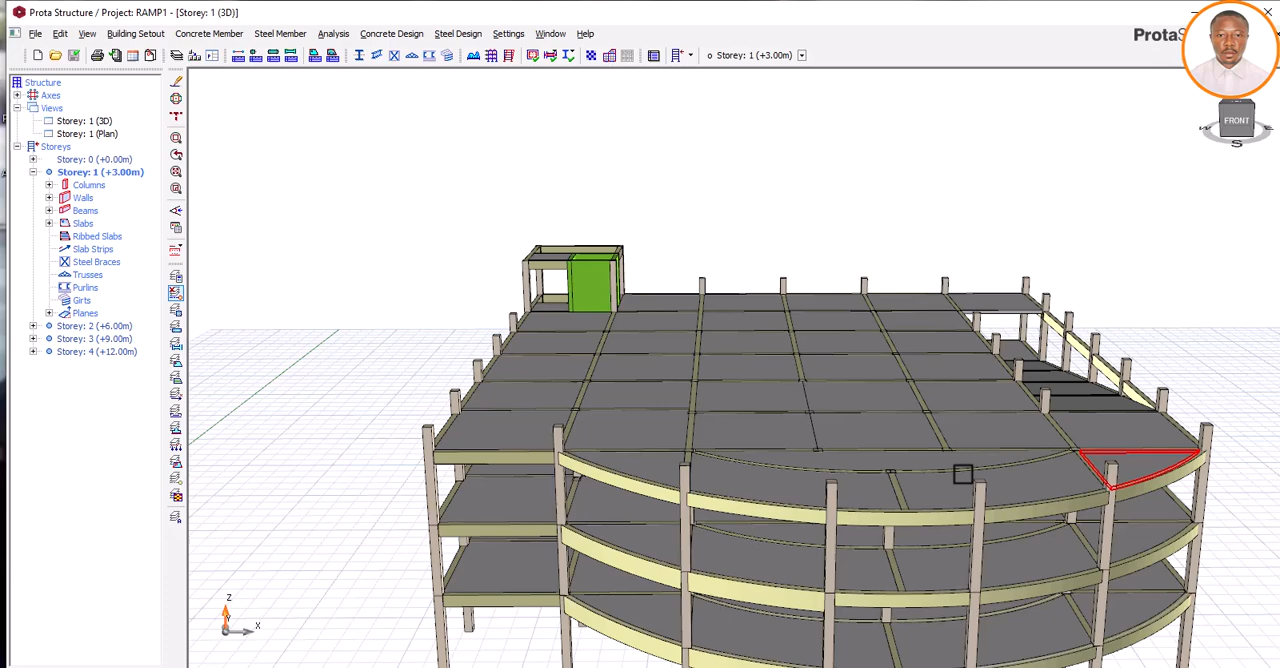 Prota Structure / Project: RAMP1 - [Storey: 1 (3D)]
File Edit View Building Setout Concrete Member Steel Member Analysis Concrete Design Steel Design Settings Window Help
Prota
Storey: 1 (+3.00m)
Structure
Axes
Views
Storey: 1 (3D)
Storey: 1 (Plan)
Storeys
Storey: 0 (+0.00m)
Storey: 1 (+3.00m)
Columns
Walls
Beams
Slabs
Ribbed Slabs
Slab Strips
Steel Braces
Trusses
Purlins
Girts
Planes
Storey: 2 (+6.00m)
Storey: 3 (+9.00m)
Storey: 4 (+12.00m)
FRONT
W
E
S
Z
Y
X